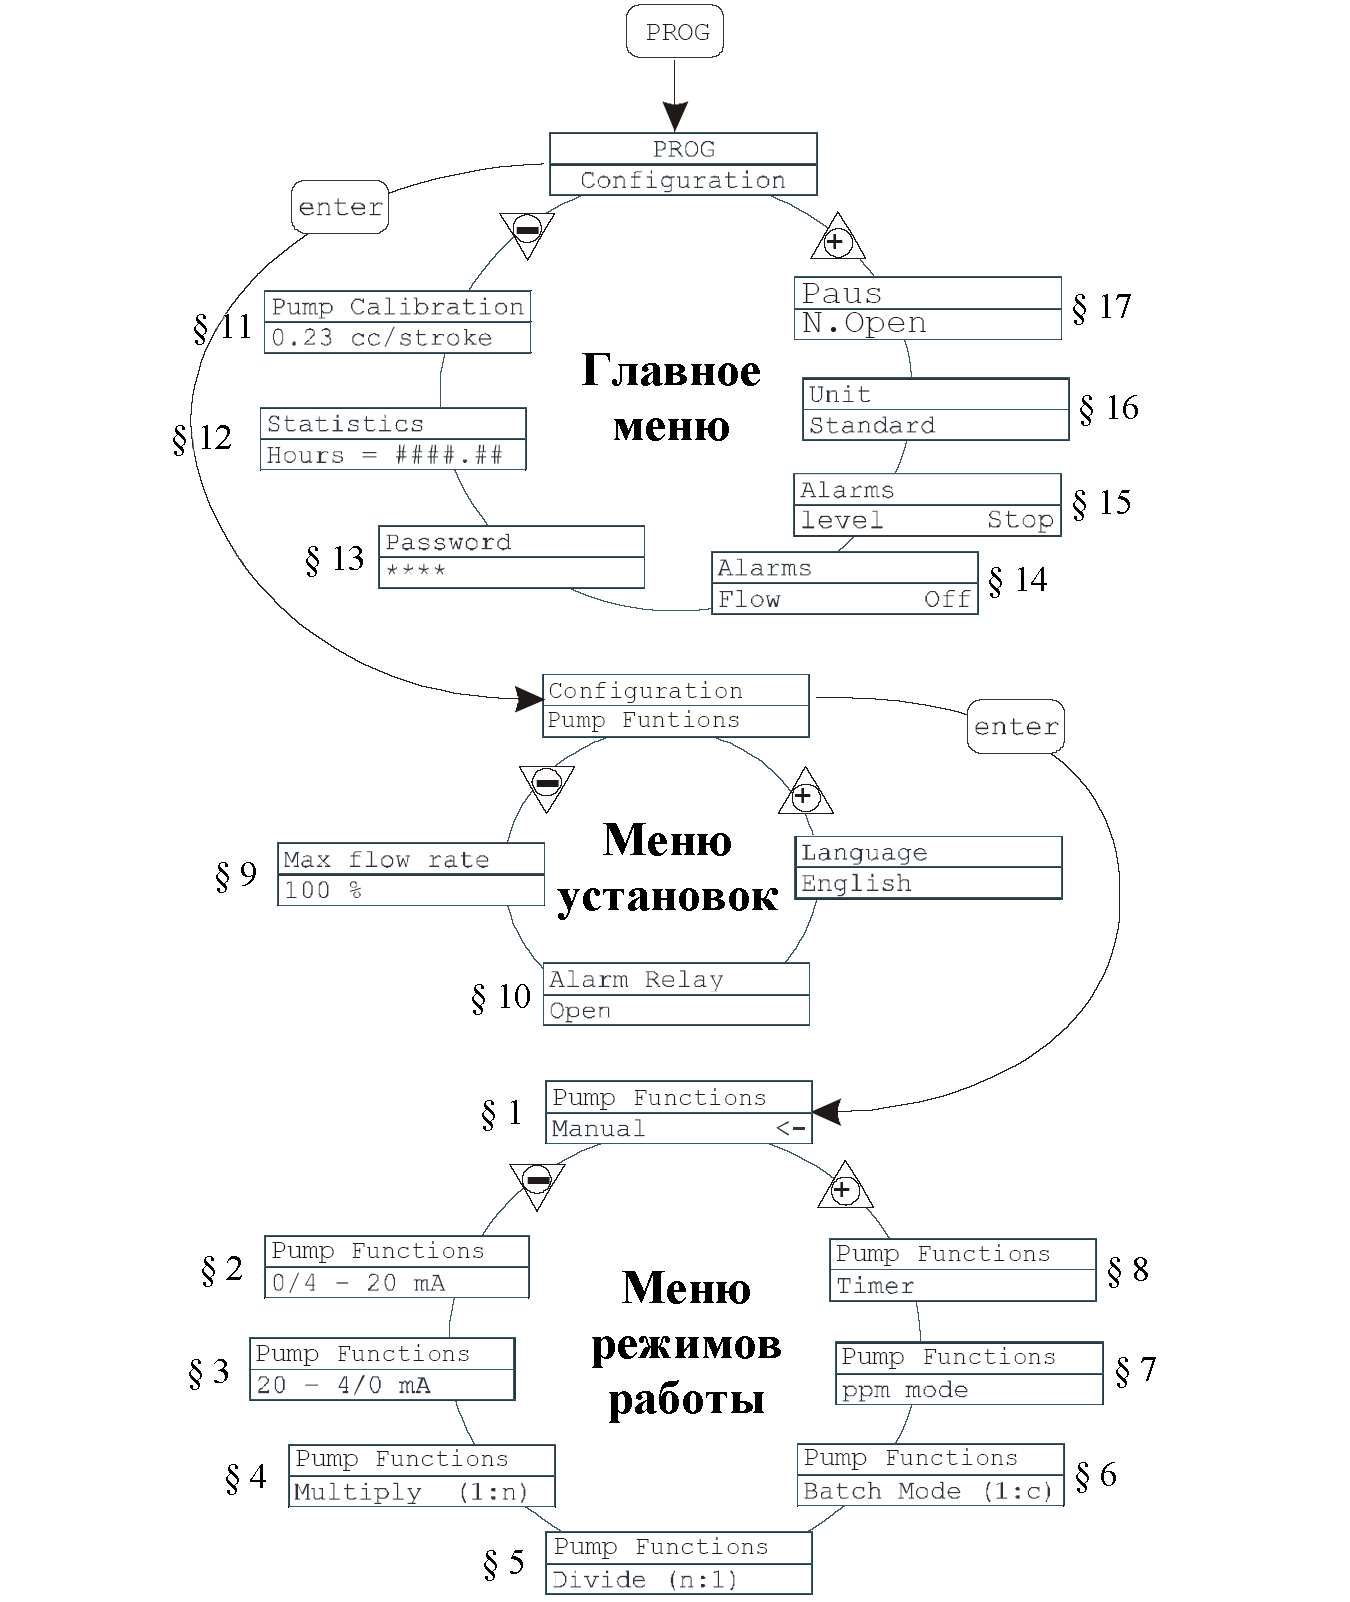 PROG
PROG
Configuration
enter
Pump Calibration
0.23 cc/stroke
§ 11
Paus
N.Open
§ 17
Главное
меню
Unit
Standard
§ 16
Statistics
Hours = ####.##
§ 12
Alarms
level Stop
§ 15
Password
****
§ 13
Alarms
Flow Off
§ 14
Configuration
Pump Funtions
enter
Меню
установок
Max flow rate
100 %
§ 9
Language
English
Alarm Relay
Open
§ 10
Pump Functions
Manual <-
§ 1
Pump Functions
0/4 - 20 mA
§ 2
Pump Functions
Timer
§ 8
Меню
режимов
работы
Pump Functions
20 - 4/0 mA
§ 3
Pump Functions
ppm mode
§ 7
Pump Functions
Multiply (1:n)
§ 4
Pump Functions
Batch Mode (1:c)
§ 6
Pump Functions
Divide (n:1)
§ 5